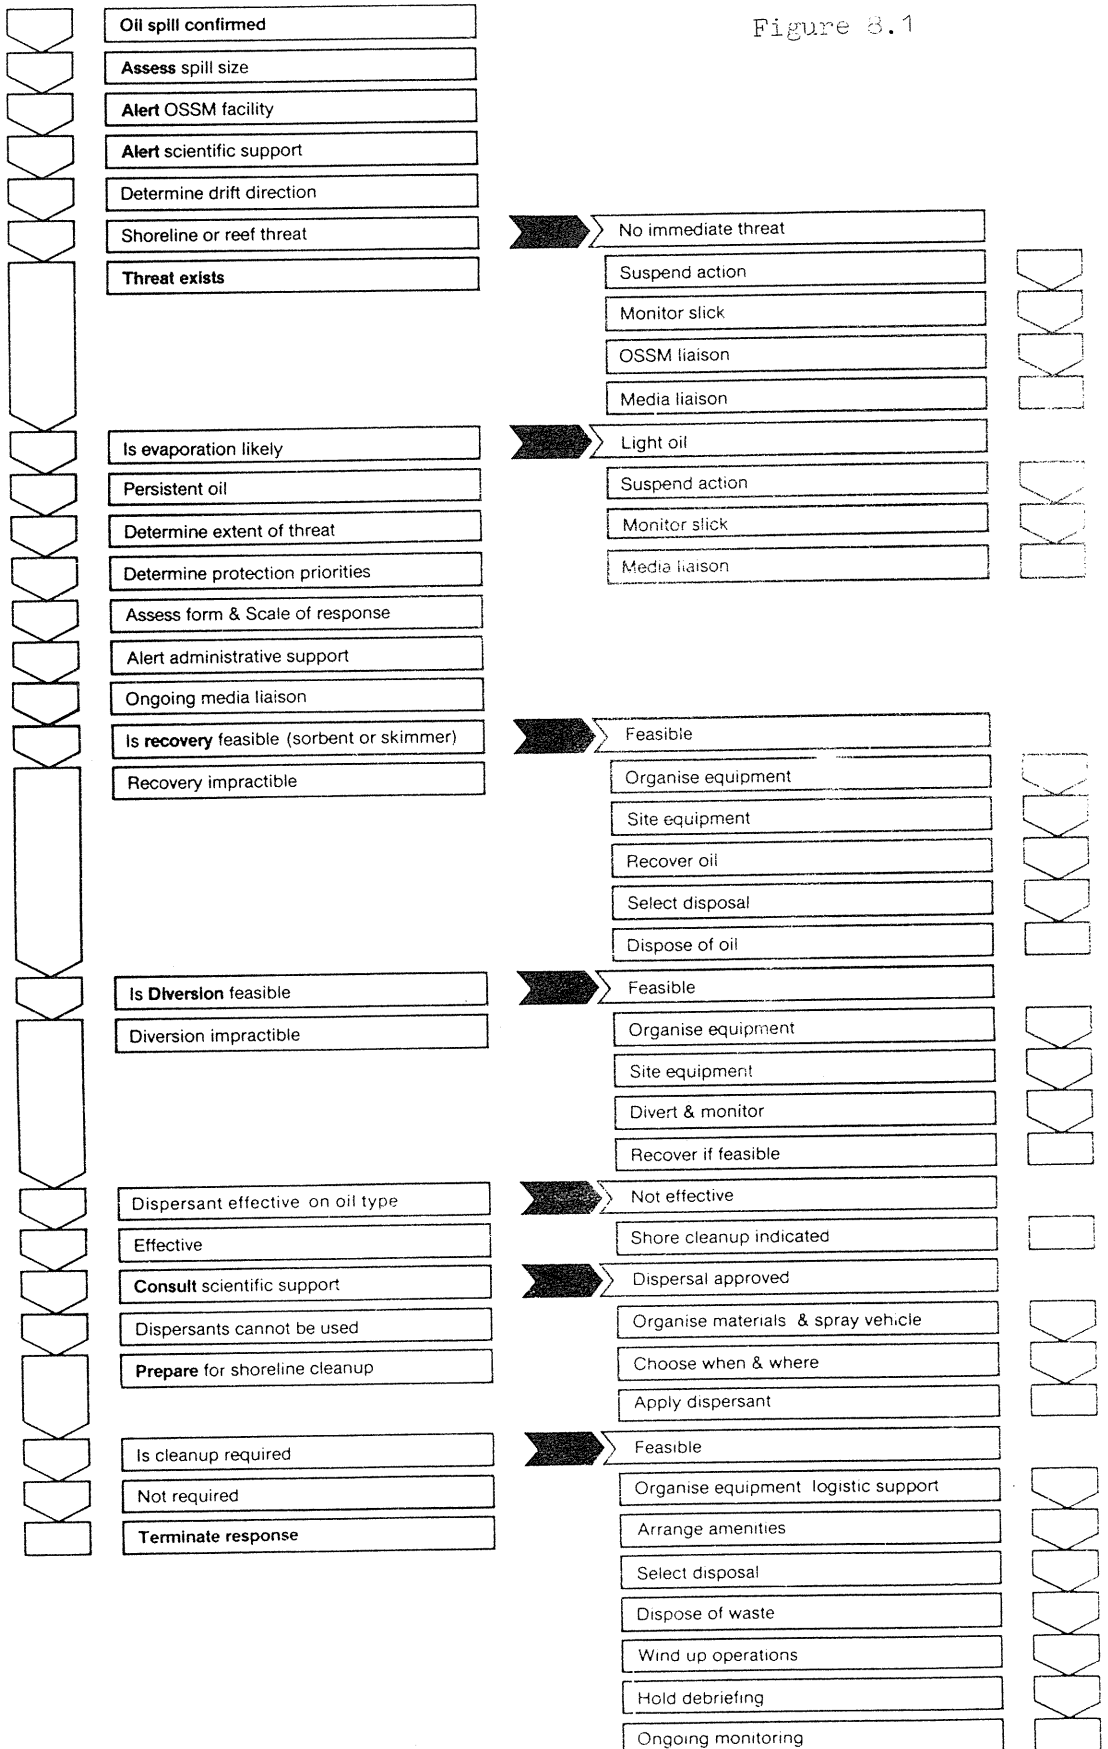 Figure 8.1
Oil spill confirmed
Assess spill size
Alert OSSM facility
Alert scientific support
Determine drift direction
Shoreline or reef threat
No immediate threat
Threat exists
Suspend action
Monitor slick
OSSM liaison
Media liaison
Is evaporation likely
Light oil
Persistent oil
Suspend action
Determine extent of threat
Monitor slick
Determine protection priorities
Media liaison
Assess form & Scale of response
Alert administrative support
Ongoing media liaison
Is recovery feasible (sorbent or skimmer)
Feasible
Recovery impractible
Organise equipment
Site equipment
Recover oil
Select disposal
Dispose of oil
Is Diversion feasible
Feasible
Diversion impractible
Organise equipment
Site equipment
Divert & monitor
Recover if feasible
Dispersant effective on oil type
Not effective
Effective
Shore cleanup indicated
Consult scientific support
Dispersal approved
Dispersants cannot be used
Organise materials & spray vehicle
Prepare for shoreline cleanup
Choose when & where
Apply dispersant
Is cleanup required
Feasible
Not required
Organise equipment logistic support
Terminate response
Arrange amenities
Select disposal
Dispose of waste
Wind up operations
Hold debriefing
Ongoing monitoring